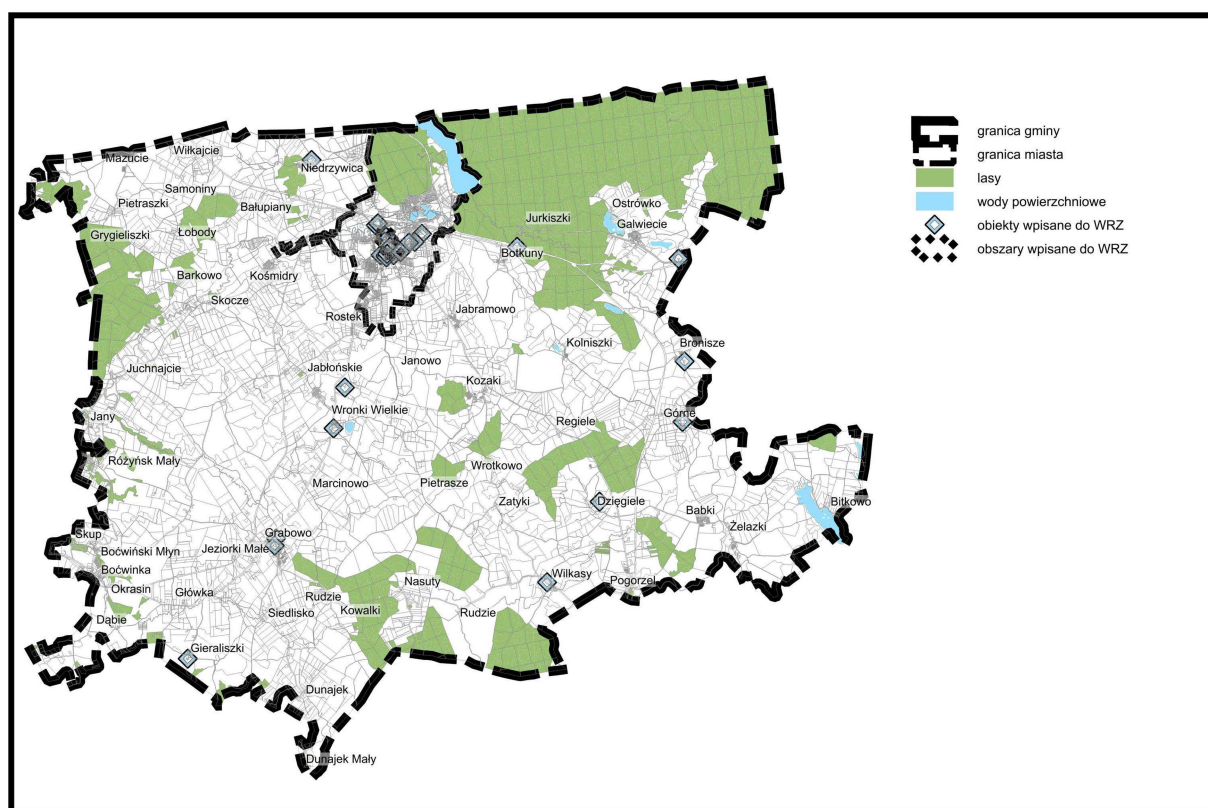 granica gminy
granica miasta
lasy
wody powierzchniowe
obiekty wpisane do WRZ
obszary wpisane do WRZ
Mazucie
Wiłkajcie
Niedrzywica
Samoniny
Pietraszki
Bałupiany
Ostrówko
Grygieliszki
Łobody
Jurkiszki
Galwiecie
Botkuny
Barkowo
Kośmidry
Skocze
Rostek
Jabramowo
Kolniszki
Bronisze
Juchnajcie
Jabłońskie
Janowo
Kozaki
Jany
Wronki Wielkie
Regiele
Górne
Różyńsk Mały
Wrotkowo
Marcinowo
Pietrasze
Zatyki
Dzięgiele
Babki
Bitkowo
Żelazki
Skup
Grabowo
Boćwiński Młyn
Jeziorki Małe
Boćwinka
Nasuty
Wilkasy
Pogorzel
Okrasin
Główka
Rudzie
Siedlisko
Kowalki
Rudzie
Dąbie
Gieraliszki
Dunajek
Dunajek Mały